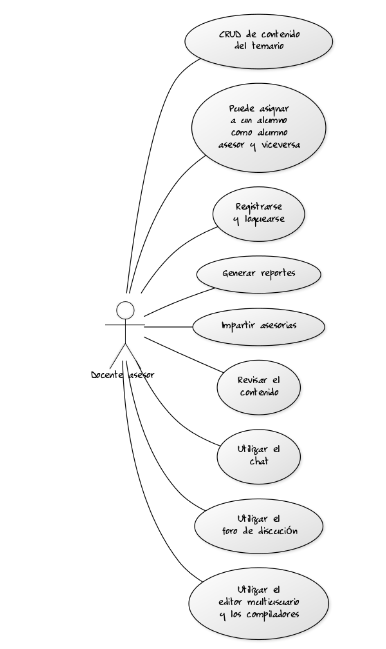 CRUD de contenido
del temario
Puede asignar
a un alumno
como alumno
asesor y viceversa
Registrarse
y loguearse
Generar reportes
Impartir asesorias
Revisar el
contenido
Docente asesor
Utilizar el
chat
Utilizar el
foro de discución
Utilizar el
editor multiusuario
y los compiladores